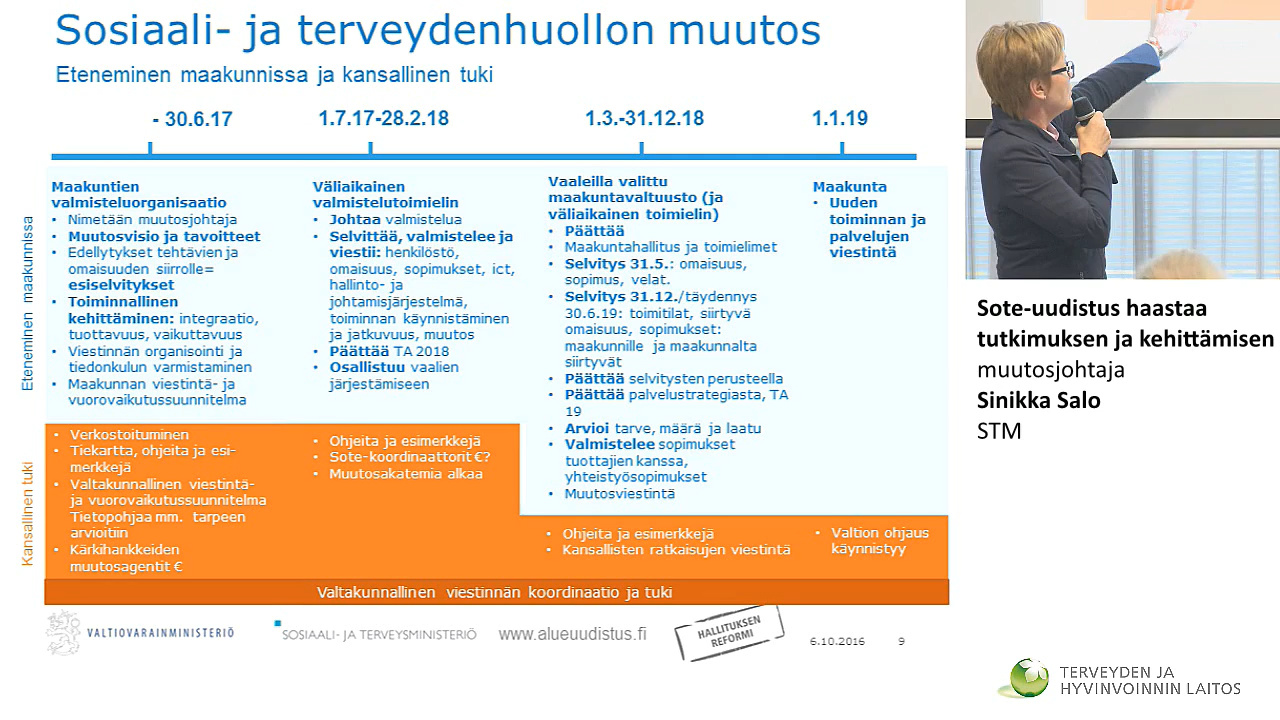 Sosiaali- ja terveydenhuollon muutos
Eteneminen maakunnissa ja kansallinen tuki
- 30.6.17
1.7.17-28.2.18
1.3.-31.12.18
1.1.19
Eteneminen maakunnissa
Maakuntien
valmisteluorganisaatio
• Nimetään muutosjohtaja
• Muutosvisio ja tavoitteet
• Edellytykset tehtävien ja
omaisuuden siirrolle=
esiselvitykset
• Toiminnallinen
kehittäminen: integraatio,
tuottavuus, vaikuttavuus
• Viestinnän organisointi ja
tiedonkulun varmistaminen
• Maakunnan viestintä- ja
vuorovaikutussuunnitelma
Väliaikainen
valmistelutoimielin
• Johtaa valmistelua
• Selvittää, valmistelee ja
viestii: henkilöstö,
omaisuus, sopimukset, ict,
hallinto- ja
johtamisjärjestelmä,
toiminnan käynnistäminen
ja jatkuvuus, muutos
• Päättää TA 2018
• Osallistuu vaalien
järjestämiseen
Vaaleilla valittu
maakuntavaltuusto (ja
väliaikainen toimielin)
• Päättää
• Maakuntahallitus ja toimielimet
• Selvitys 31.5.: omaisuus,
sopimus, velat.
• Selvitys 31.12./täydennys
30.6.19: toimitilat, siirtyvä
omaisuus, sopimukset:
maakunnille ja maakunnalta
siirtyvät
• Päättää selvitysten perusteella
• Päättää palvelustrategiasta, TA
19
• Arvioi tarve, määrä ja laatu
• Valmistelee sopimukset
tuottajien kanssa,
yhteistyösopimukset
• Muutosviestintä
Maakunta
• Uuden
toiminnan ja
palvelujen
viestintä
Kansallinen tuki
• Verkostoituminen
• Tiekartta, ohjeita ja esi-
merkkejä
• Valtakunnallinen viestintä-
ja vuorovaikutussuunnitelma
Tietopohjaa mm. tarpeen
arvioitiin
• Kärkihankkeiden
muutosagentit €
• Ohjeita ja esimerkkejä
• Sote-koordinaattorit €?
• Muutosakatemia alkaa
• Ohjeita ja esimerkkejä
• Kansallisten ratkaisujen viestintä
• Valtion ohjaus
käynnistyy
Valtakunnallinen viestinnän koordinaatio ja tuki
VALTIOVARAINMINISTERIÖ
SOSIAALI- JA TERVEYSMINISTERIÖ
www.alueuudistus.fi
HALLITUKSEN
REFORMI
6.10.2016
9
Sote-uudistus haastaa
tutkimuksen ja kehittämisen
muutosjohtaja
Sinikka Salo
STM
TERVEYDEN JA
HYVINVOINNIN LAITOS